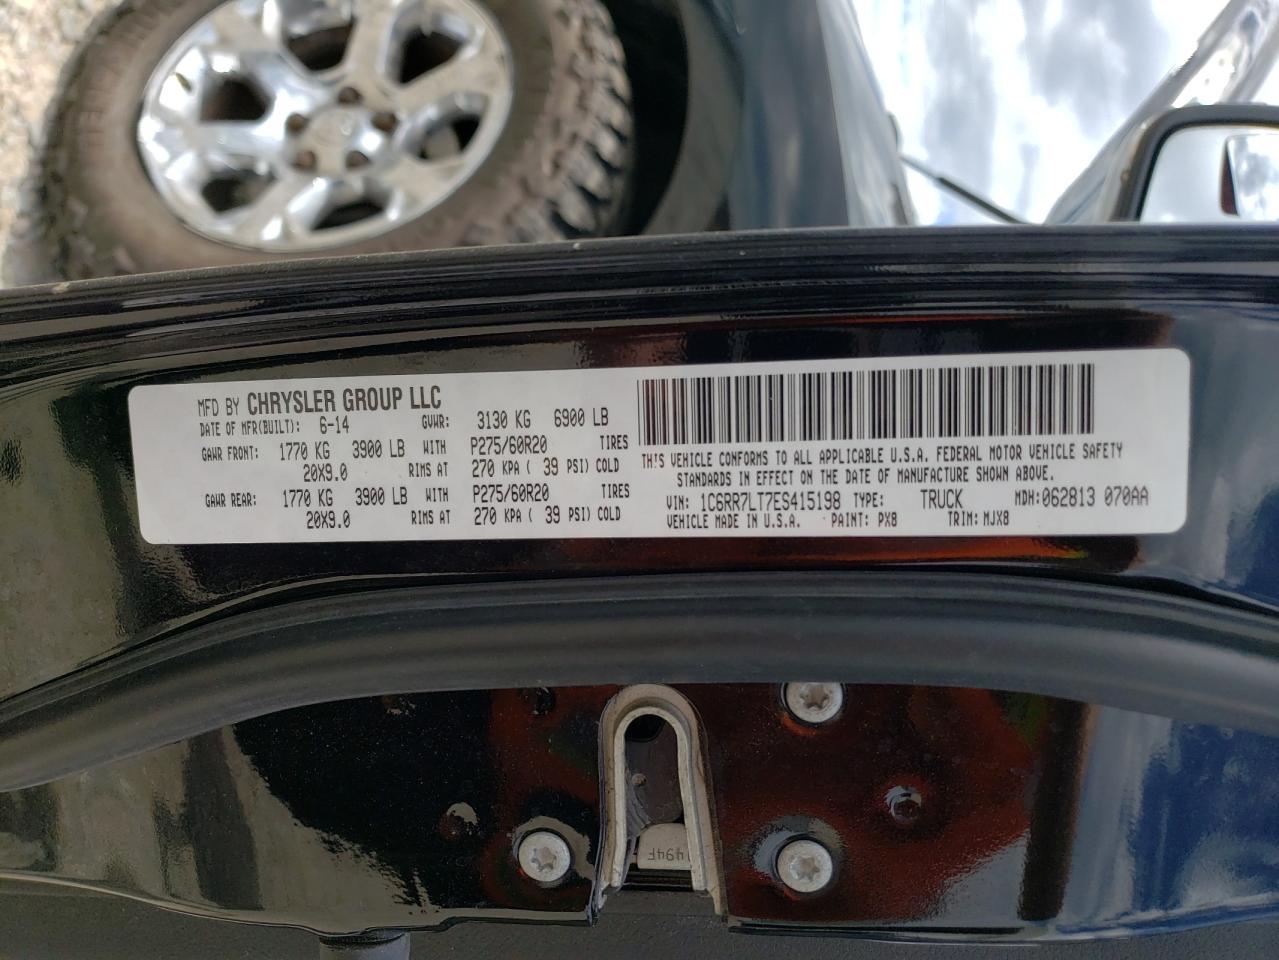 MFD BY CHRYSLER GROUP LLC
DATE OF MFR(BUILT): 6-14 GVWR: 3130 KG 6900 LB
GAWR FRONT: 1770 KG 3900 LB WITH P275/60R20 TIRES
20X9.0 RIMS AT 270 KPA ( 39 PSI) COLD
GAWR REAR: 1770 KG 3900 LB WITH P275/60R20 TIRES
20X9.0 RIMS AT 270 KPA ( 39 PSI) COLD
THIS VEHICLE CONFORMS TO ALL APPLICABLE U.S.A. FEDERAL MOTOR VEHICLE SAFETY
STANDARDS IN EFFECT ON THE DATE OF MANUFACTURE SHOWN ABOVE.
VIN: 1C6RR7LT7ES415198 TYPE: TRUCK MDH: 062813 070AA
VEHICLE MADE IN U.S.A. PAINT: PX8 TRIM: MJX8
494F